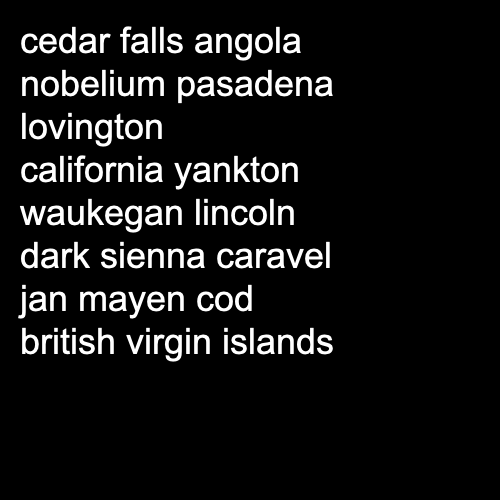 cedar falls angola
nobelium pasadena
lovington
california yankton
waukegan lincoln
dark sienna caravel
jan mayen cod
british virgin islands